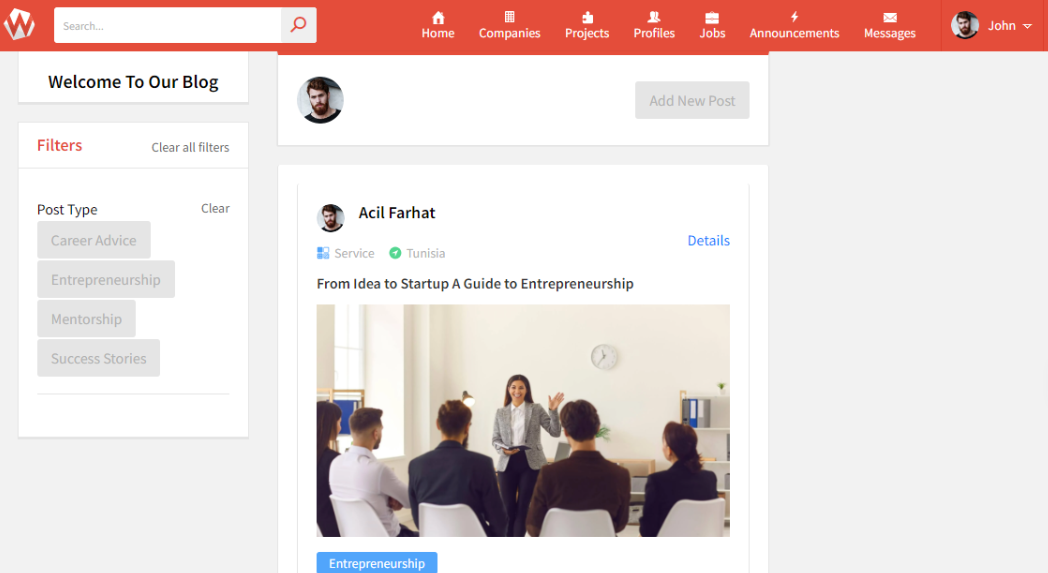 W
Search...
Home
Companies
Projects
Profiles
Jobs
Announcements
Messages
John
Welcome To Our Blog
Filters
Clear all filters
Post Type
Clear
Career Advice
Entrepreneurship
Mentorship
Success Stories
Add New Post
Acil Farhat
Service Tunisia
Details
From Idea to Startup A Guide to Entrepreneurship
Entrepreneurship